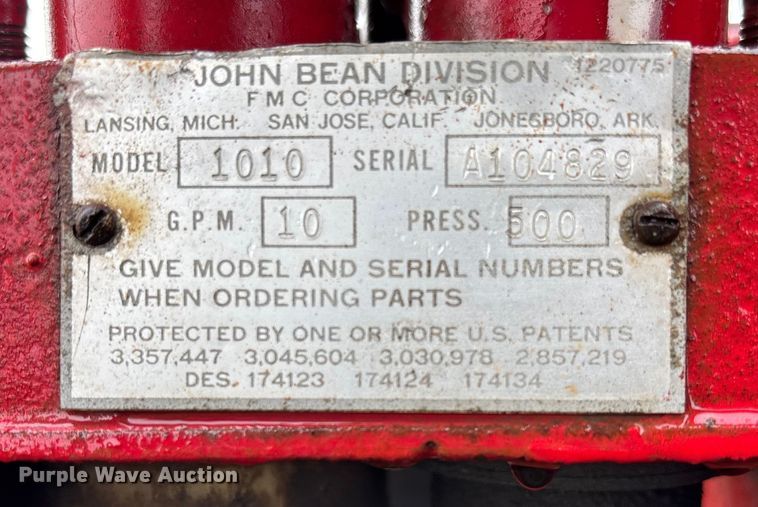 JOHN BEAN DIVISION 1220775
FMC CORPORATION
LANSING, MICH. SAN JOSE, CALIF. JONESBORO, ARK.
MODEL 1010 SERIAL A104829
G.P.M. 10 PRESS. 500
GIVE MODEL AND SERIAL NUMBERS
WHEN ORDERING PARTS
PROTECTED BY ONE OR MORE U.S. PATENTS
3,357,447 3,045,604 3,030,978 2,857,219
DES. 174123 174124 174134
Purple Wave Auction